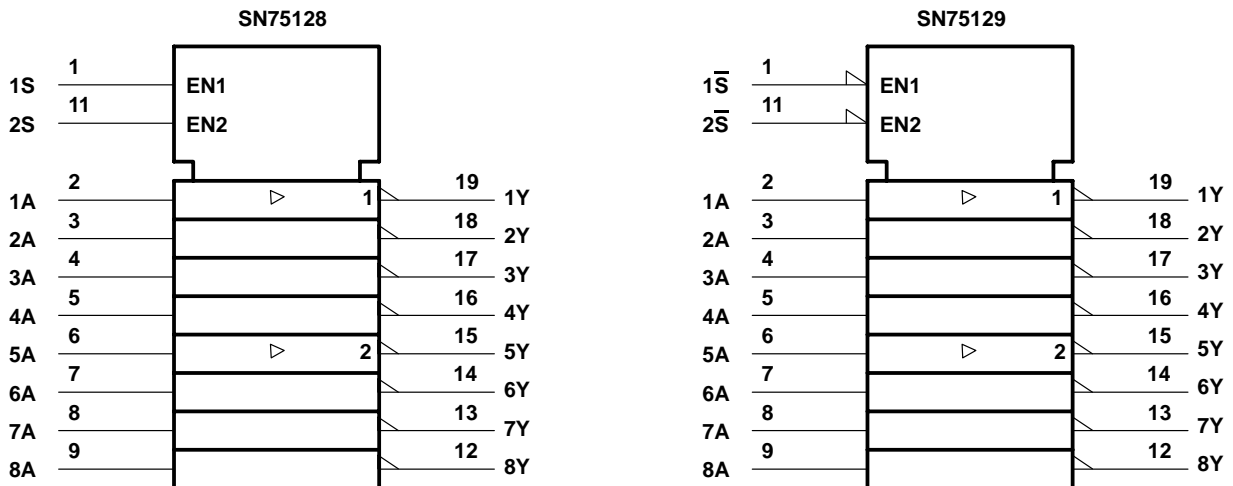 SN75128
1S 1 EN1
2S 11 EN2
1A 2 1 19 1Y
2A 3 18 2Y
3A 4 17 3Y
4A 5 16 4Y
5A 6 2 15 5Y
6A 7 14 6Y
7A 8 13 7Y
8A 9 12 8Y
SN75129
1S̅ 1 EN1
2S̅ 11 EN2
1A 2 1 19 1Y
2A 3 18 2Y
3A 4 17 3Y
4A 5 16 4Y
5A 6 2 15 5Y
6A 7 14 6Y
7A 8 13 7Y
8A 9 12 8Y